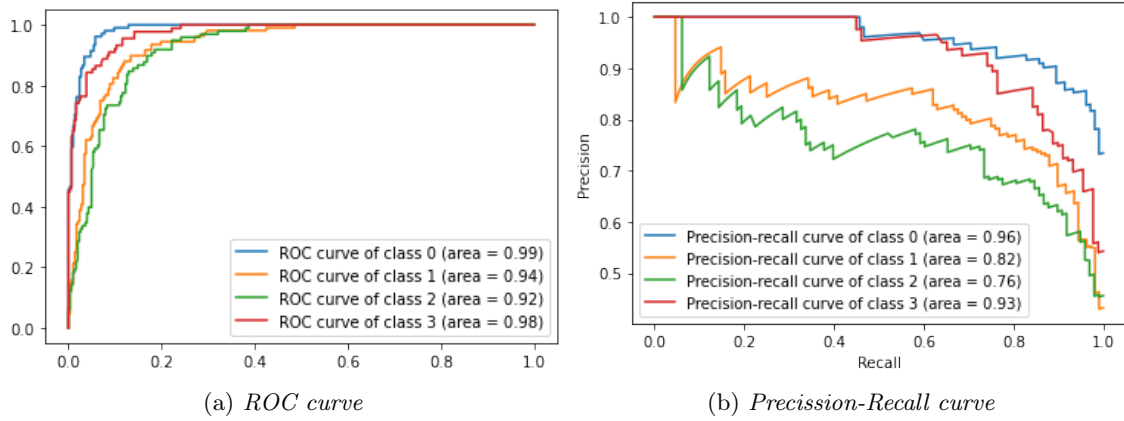 1.0
0.8
0.6
0.4
0.2
0.0
0.0 0.2 0.4 0.6 0.8 1.0
ROC curve of class 0 (area = 0.99)
ROC curve of class 1 (area = 0.94)
ROC curve of class 2 (area = 0.92)
ROC curve of class 3 (area = 0.98)
(a) ROC curve
1.0
0.9
0.8
0.7
0.6
0.5
Precision
0.0 0.2 0.4 0.6 0.8 1.0
Recall
Precision-recall curve of class 0 (area = 0.96)
Precision-recall curve of class 1 (area = 0.82)
Precision-recall curve of class 2 (area = 0.76)
Precision-recall curve of class 3 (area = 0.93)
(b) Precission-Recall curve